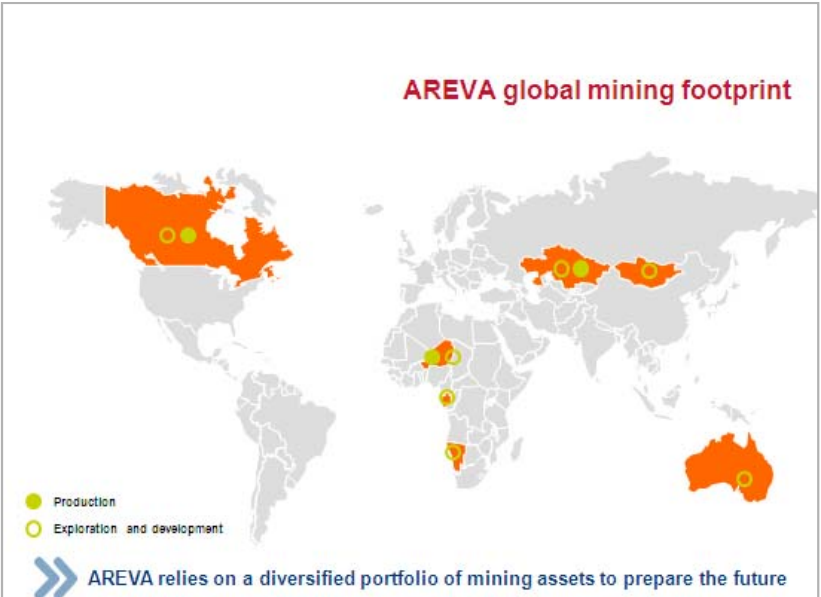 AREVA global mining footprint
Production
Exploration and development
AREVA relies on a diversified portfolio of mining assets to prepare the future